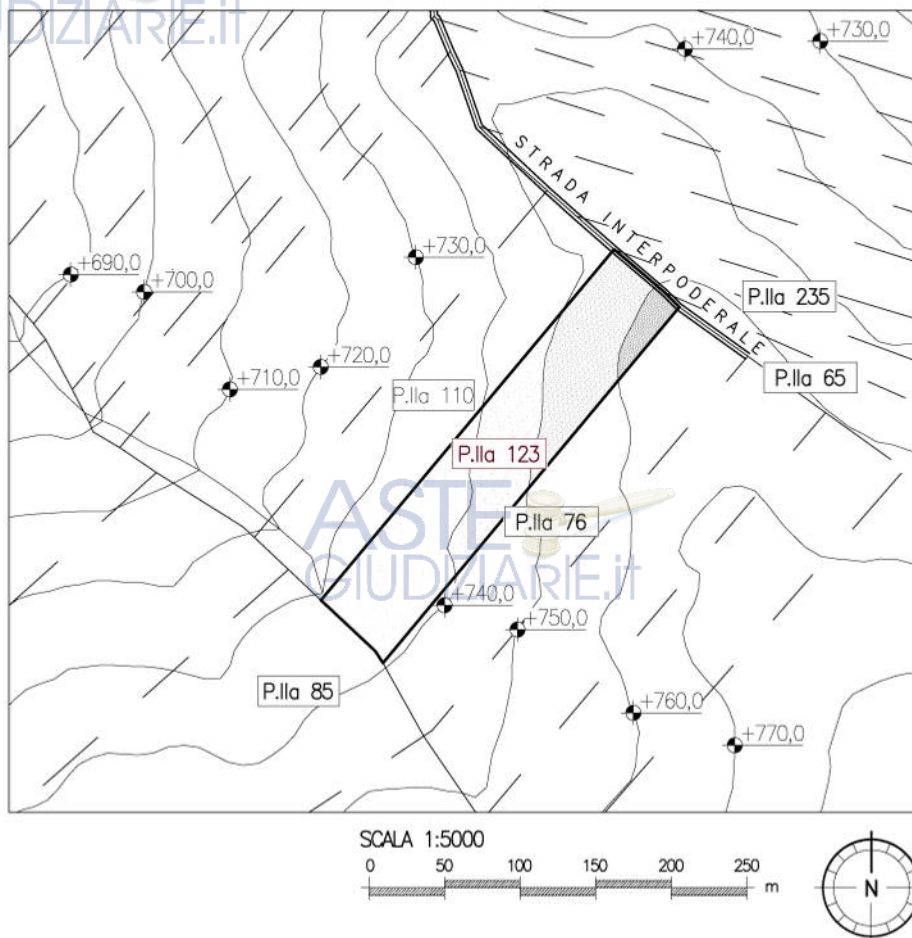 DIZIARIE.it
+740,0
+730,0
STRADA INTERPODERALE
+730,0
+690,0
+700,0
P.lla 235
+720,0
P.lla 65
+710,0
P.lla 110
P.lla 123
ASTE
GIUDIZIARIE.it
P.lla 76
+740,0
+750,0
P.lla 85
+760,0
+770,0
SCALA 1:5000
0 50 100 150 200 250 m
N